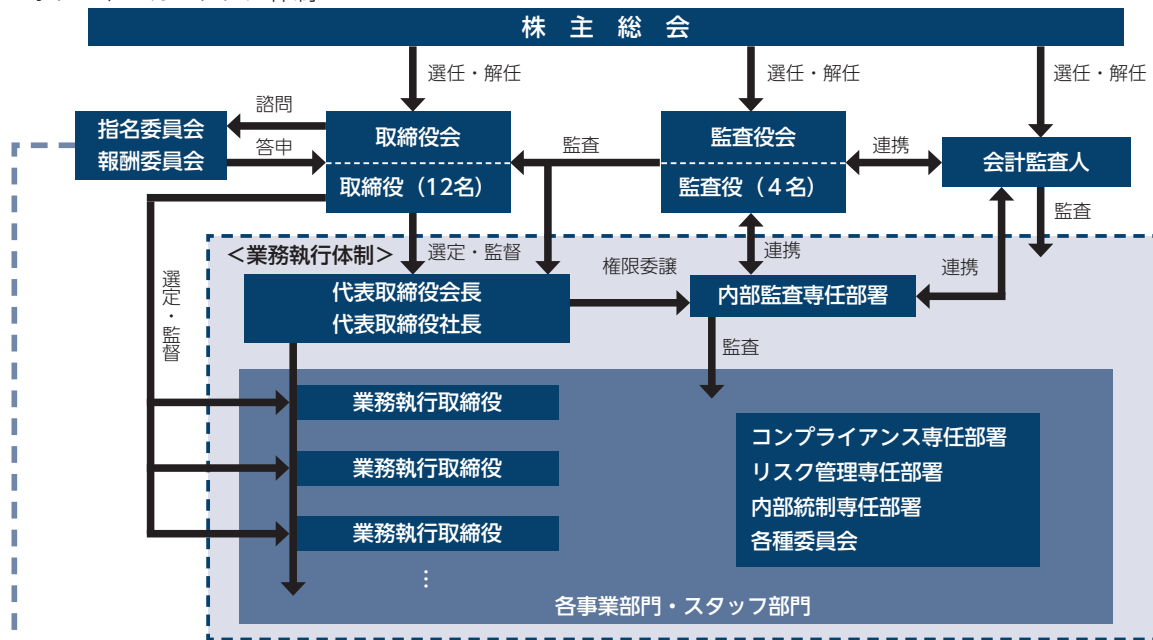 株主総会
選任・解任
選任・解任
選任・解任
諮問
指名委員会
報酬委員会
答申
取締役会
取締役（12名）
監査
監査役会
監査役（４名）
連携
会計監査人
監査
＜業務執行体制＞
選定・監督
選定・監督
代表取締役会長
代表取締役社長
権限委譲
連携
内部監査専任部署
連携
監査
業務執行取締役
業務執行取締役
業務執行取締役
⋮
コンプライアンス専任部署
リスク管理専任部署
内部統制専任部署
各種委員会
各事業部門・スタッフ部門